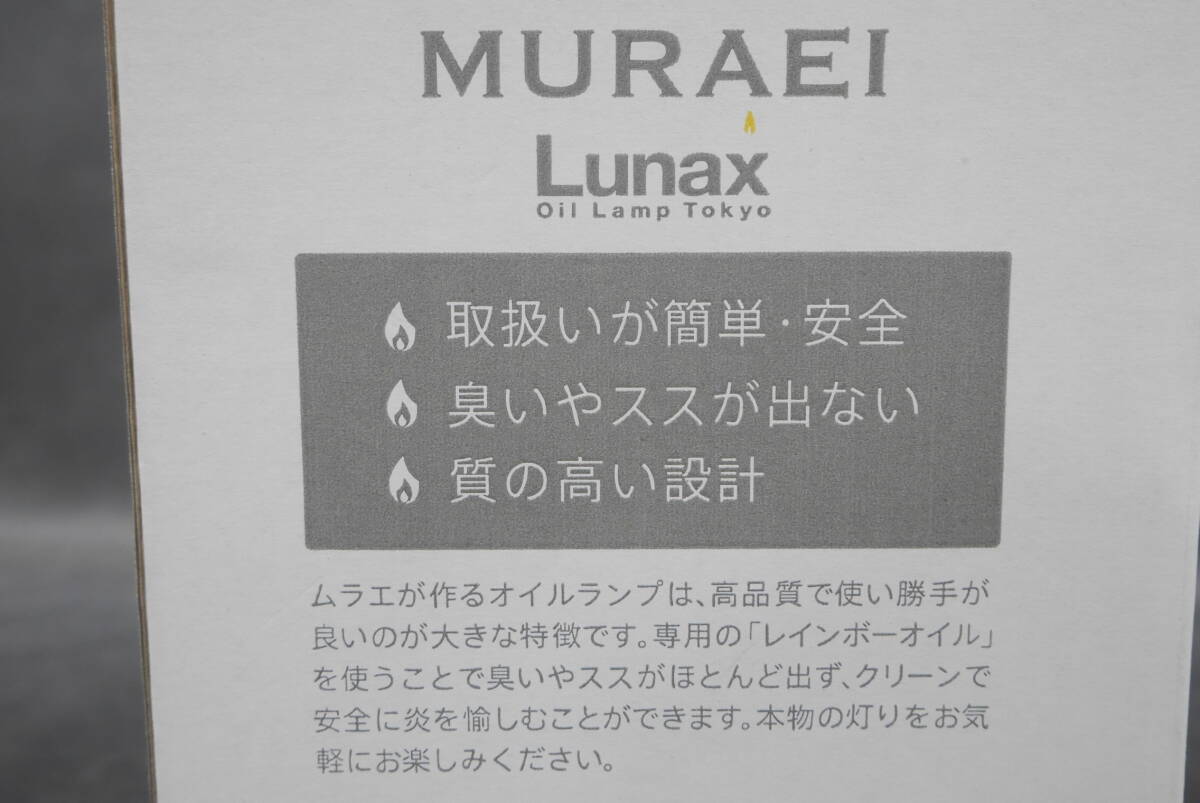 MURAEI
Lunax
Oil Lamp Tokyo
取扱いが簡単・安全
臭いやススが出ない
質の高い設計
ムラエが作るオイルランプは、高品質で使い勝手が
良いのが大きな特徴です。専用の「レインボーオイル」
を使うことで臭いやススがほとんど出ず、クリーンで
安全に炎を愉しむことができます。本物の灯りをお気
軽にお楽しみください。